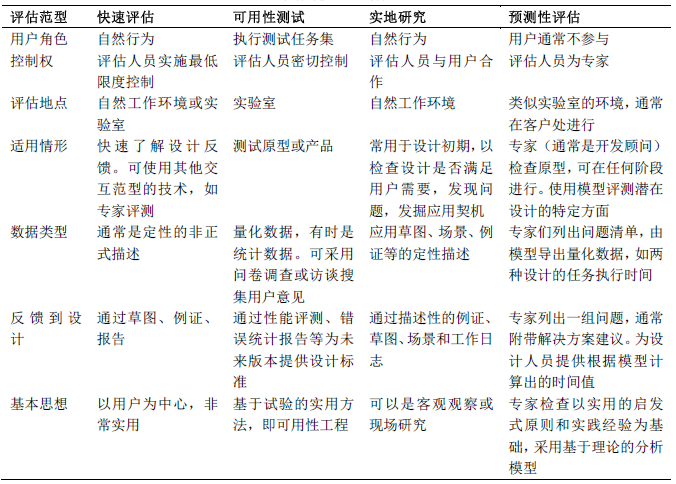 评估范型 快速评估 可用性测试 实地研究 预测性评估
用户角色 自然行为 执行测试任务集 自然行为 用户通常不参与
控制权 评估人员实施最低 评估人员密切控制 评估人员与用户合 评估人员为专家
限度控制 作
评估地点 自然工作环境或实 实验室 自然工作环境 类似实验室的环境，通常
验室 在客户处进行
适用情形 快速了解设计反 测试原型或产品 常用于设计初期，以 专家（通常是开发顾问）
馈。可使用其他交 检查设计是否满足 检查原型，可在任何阶段
互范型的技术，如 用户需要，发现问 进行。使用模型评测潜在
专家评测 题，发掘应用契机 设计的特定方面
数据类型 通常是定性的非正 量化数据，有时是 应用草图、场景、例 专家们列出问题清单，由
式描述 统计数据。可采用 证等的定性描述 模型导出量化数据，如两
问卷调查或访谈搜 种设计的任务执行时间
集用户意见
反馈到设 通过草图、例证、 通过性能评测、错 通过描述性的例证、 专家列出一组问题，通常
计 报告 误统计报告等为未 草图、场景和工作日 附带解决方案建议。为设
来版本提供设计标 志 计人员提供根据模型计
准 算出的时间值
基本思想 以用户为中心，非 基于试验的实用方 可以是客观观察或 专家检查以实用的启发
常实用 法，即可用性工程 现场研究 式原则和实践经验为基
础，采用基于理论的分析
模型